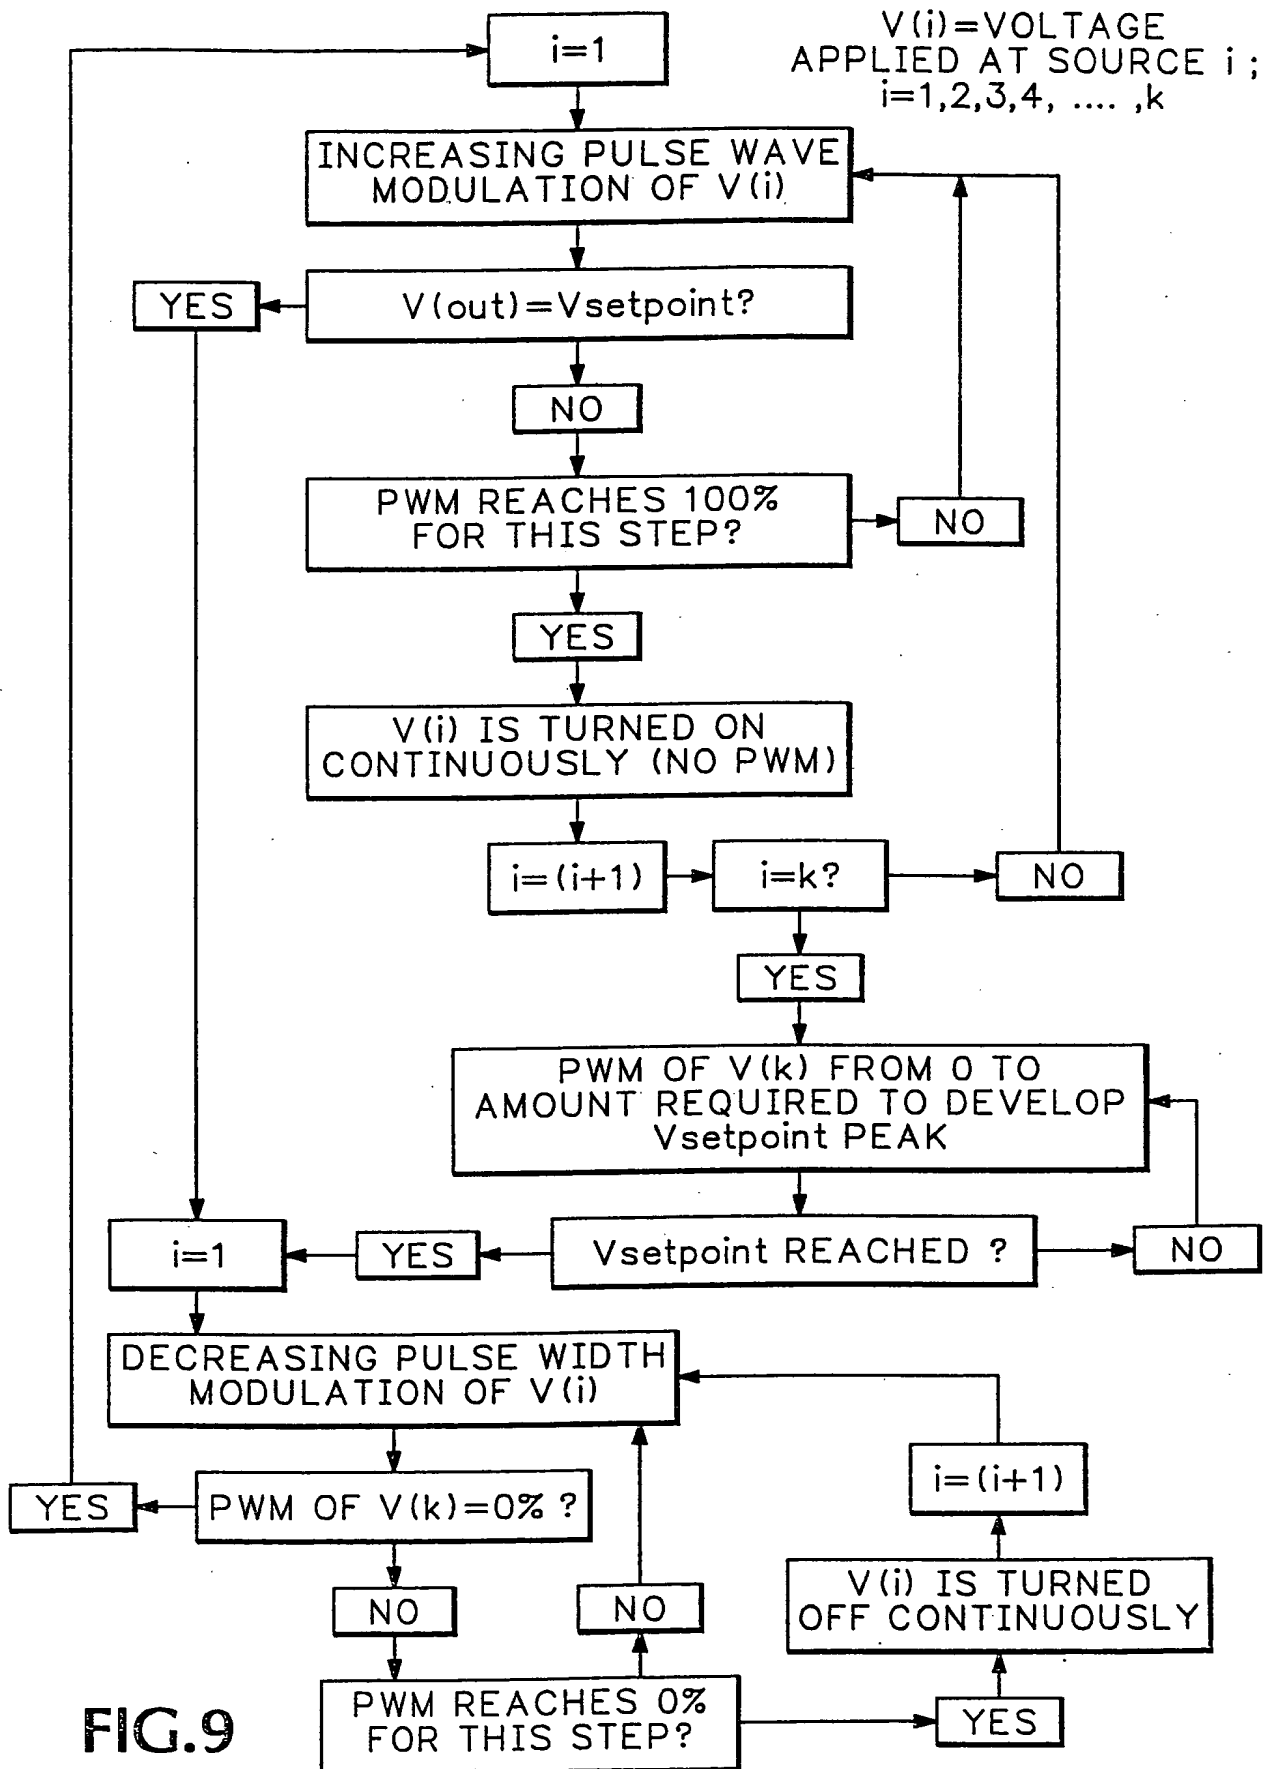 i=1
V(i)=VOLTAGE
APPLIED AT SOURCE i;
i=1,2,3,4, .... ,k
INCREASING PULSE WAVE
MODULATION OF V(i)
YES
V(out)=Vsetpoint?
NO
PWM REACHES 100%
FOR THIS STEP?
NO
YES
V(i) IS TURNED ON
CONTINUOUSLY (NO PWM)
i=(i+1)
i=k?
NO
YES
PWM OF V(k) FROM 0 TO
AMOUNT REQUIRED TO DEVELOP
Vsetpoint PEAK
i=1
YES
Vsetpoint REACHED ?
NO
DECREASING PULSE WIDTH
MODULATION OF V(i)
YES
PWM OF V(k)=0% ?
i=(i+1)
NO
NO
V(i) IS TURNED
OFF CONTINUOUSLY
PWM REACHES 0%
FOR THIS STEP?
YES
FIG.9